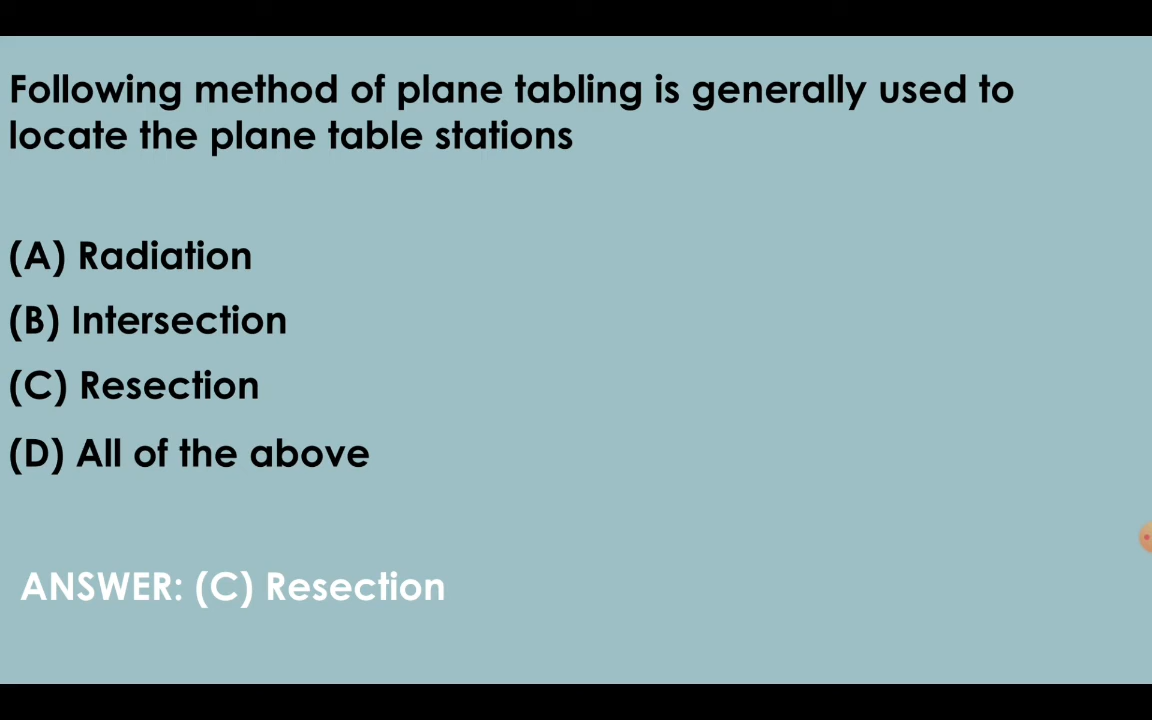 Following method of plane tabling is generally used to
locate the plane table stations
(A) Radiation
(B) Intersection
(C) Resection
(D) All of the above
ANSWER: (C) Resection